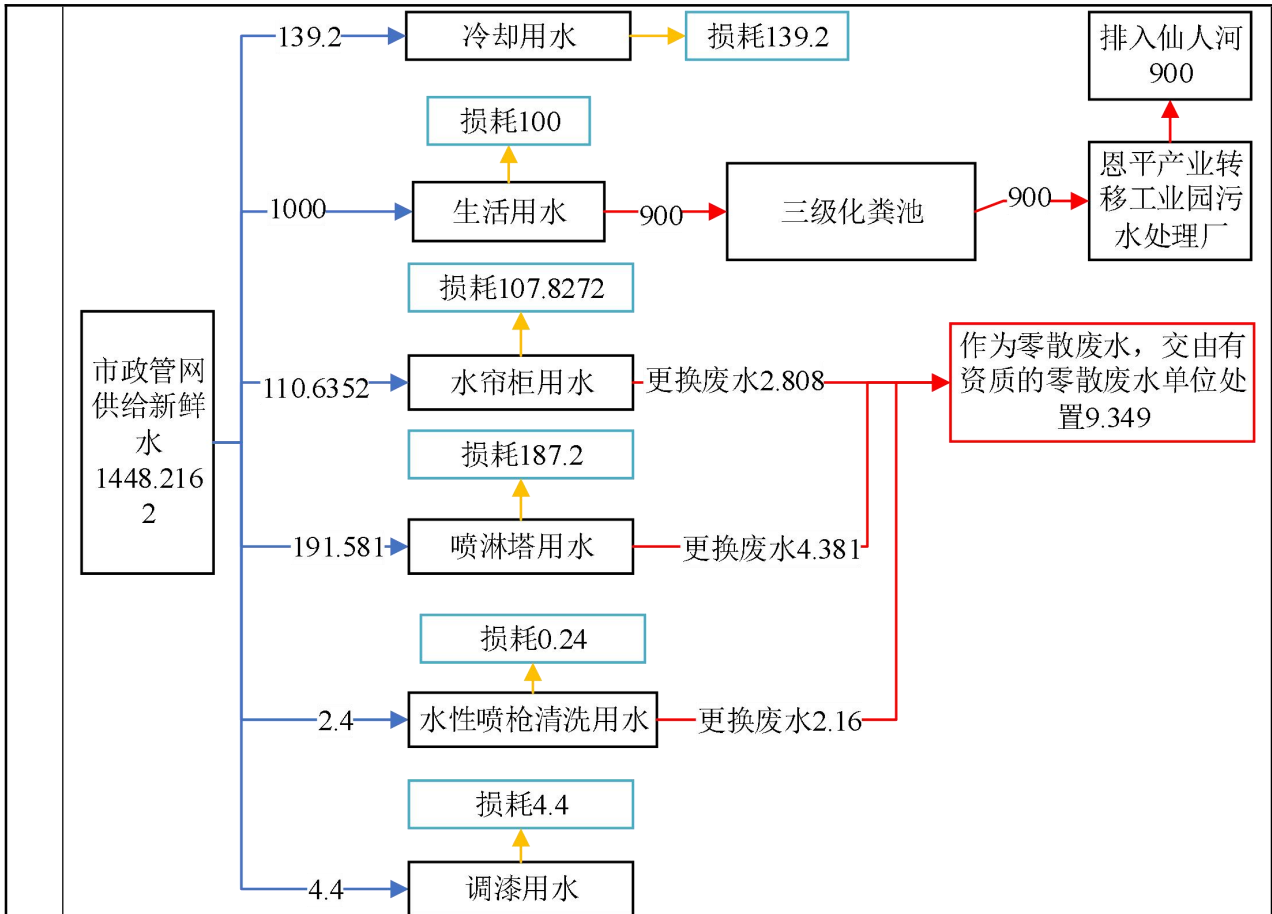 139.2
冷却用水
损耗139.2
排入仙人河
900
损耗100
1000
生活用水
900
三级化粪池
900
恩平产业转
移工业园污
水处理厂
损耗107.8272
市政管网
供给新鲜
水
1448.216
2
110.6352
水帘柜用水
更换废水2.808
作为零散废水，交由有
资质的零散废水单位处
置9.349
损耗187.2
191.581
喷淋塔用水
更换废水4.381
损耗0.24
2.4
水性喷枪清洗用水
更换废水2.16
损耗4.4
4.4
调漆用水